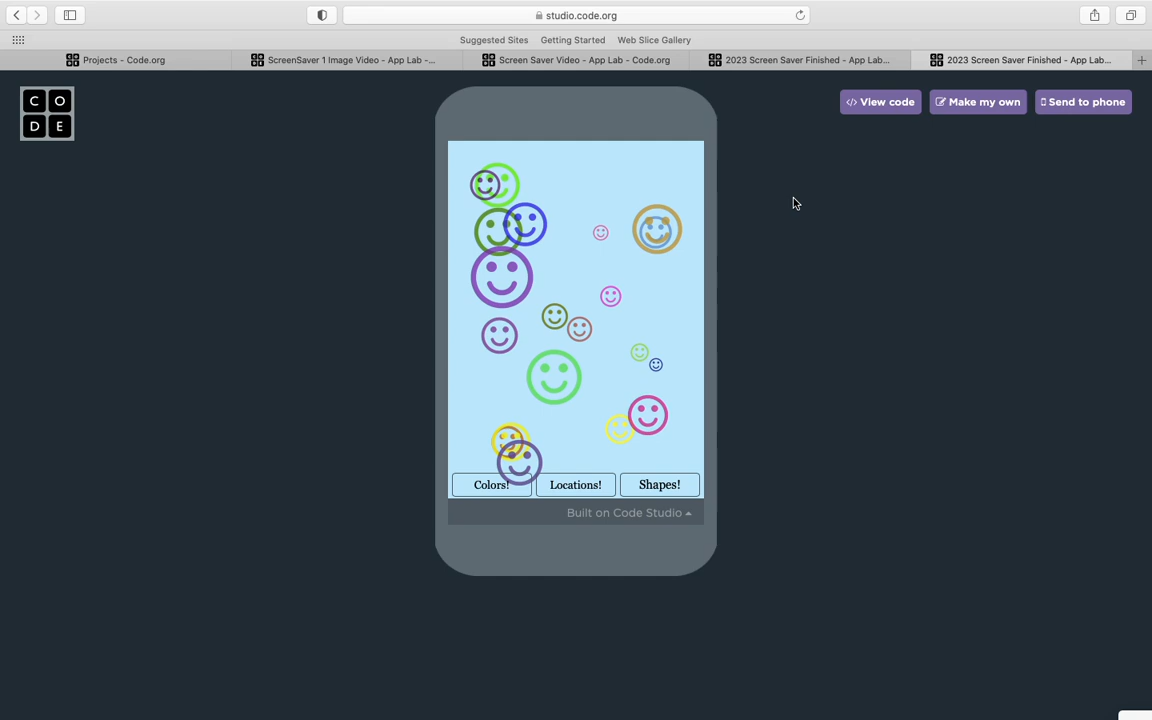 studio.code.org
Suggested Sites Getting Started Web Slice Gallery
Projects - Code.org ScreenSaver 1 Image Video - App Lab -... Screen Saver Video - App Lab - Code.org 2023 Screen Saver Finished - App Lab... 2023 Screen Saver Finished - App Lab...
C O
D E
</> View code Make my own Send to phone
Colors! Locations! Shapes!
Built on Code Studio